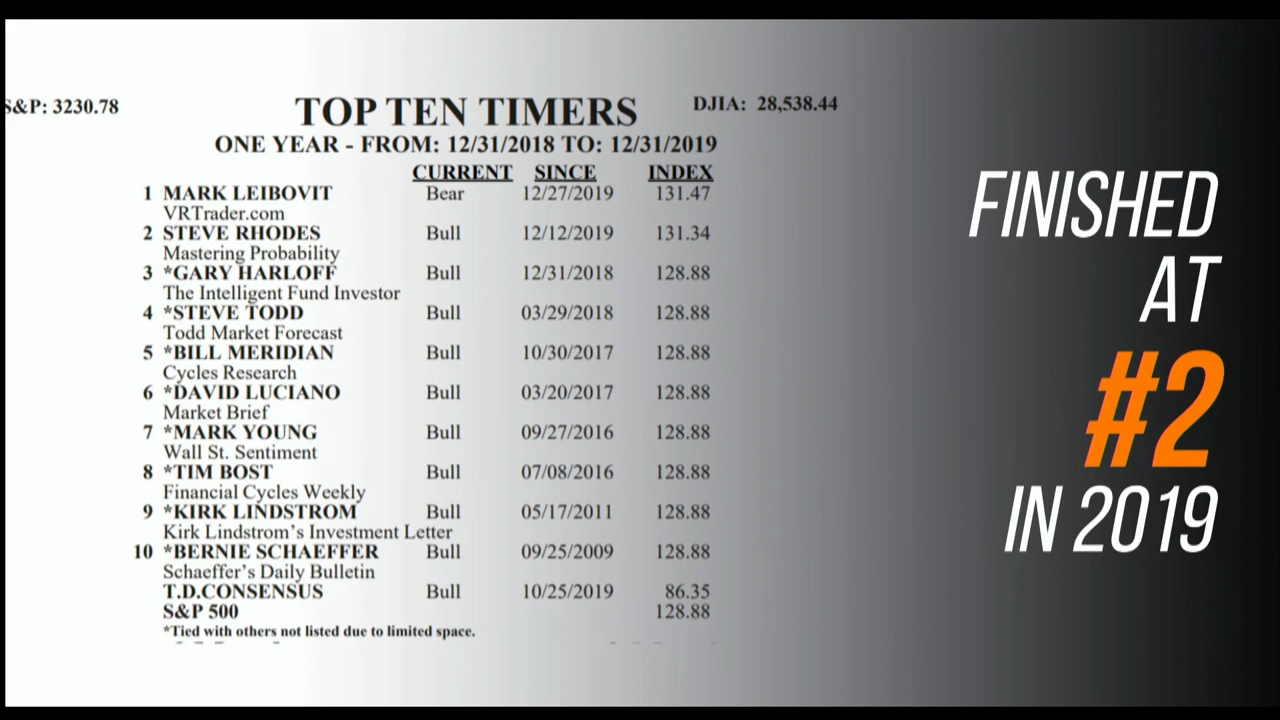 S&P: 3230.78
TOP TEN TIMERS
DJIA: 28,538.44
ONE YEAR - FROM: 12/31/2018 TO: 12/31/2019
CURRENT SINCE INDEX
1 MARK LEIBOVIT Bear 12/27/2019 131.47
VRTrader.com
2 STEVE RHODES Bull 12/12/2019 131.34
Mastering Probability
3 *GARY HARLOFF Bull 12/31/2018 128.88
The Intelligent Fund Investor
4 *STEVE TODD Bull 03/29/2018 128.88
Todd Market Forecast
5 *BILL MERIDIAN Bull 10/30/2017 128.88
Cycles Research
6 *DAVID LUCIANO Bull 03/20/2017 128.88
Market Brief
7 *MARK YOUNG Bull 09/27/2016 128.88
Wall St. Sentiment
8 *TIM BOST Bull 07/08/2016 128.88
Financial Cycles Weekly
9 *KIRK LINDSTROM Bull 05/17/2011 128.88
Kirk Lindstrom's Investment Letter
10 *BERNIE SCHAEFFER Bull 09/25/2009 128.88
Schaeffer's Daily Bulletin
T.D.CONSENSUS Bull 10/25/2019 86.35
S&P 500 128.88
*Tied with others not listed due to limited space.
FINISHED
AT
#2
IN 2019